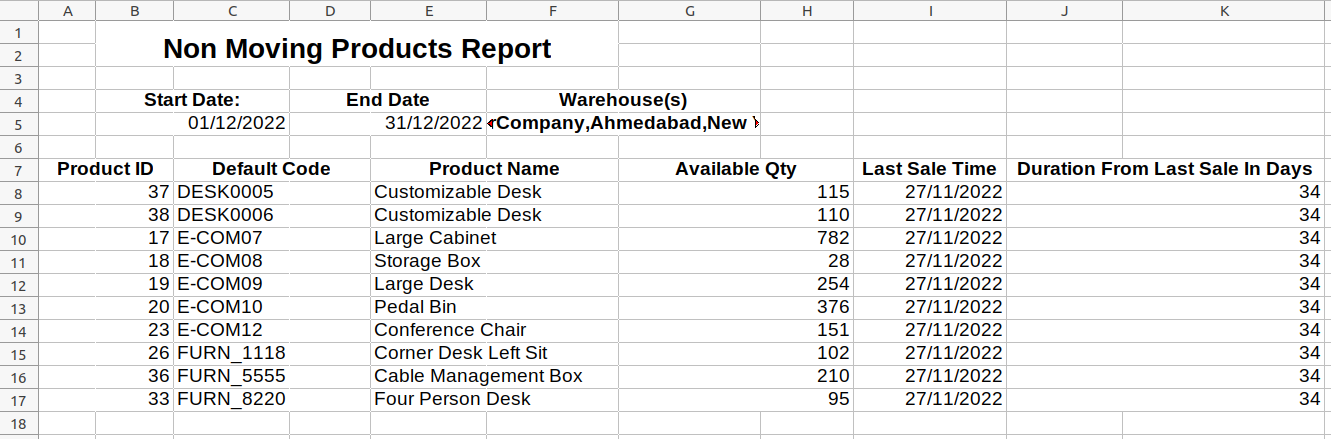 A B C D E F G H I J K
1
2 Non Moving Products Report
3
4 Start Date: End Date Warehouse(s)
5 01/12/2022 31/12/2022 Company,Ahmedabad,New
6
7 Product ID Default Code Product Name Available Qty Last Sale Time Duration From Last Sale In Days
8 37 DESK0005 Customizable Desk 115 27/11/2022 34
9 38 DESK0006 Customizable Desk 110 27/11/2022 34
10 17 E-COM07 Large Cabinet 782 27/11/2022 34
11 18 E-COM08 Storage Box 28 27/11/2022 34
12 19 E-COM09 Large Desk 254 27/11/2022 34
13 20 E-COM10 Pedal Bin 376 27/11/2022 34
14 23 E-COM12 Conference Chair 151 27/11/2022 34
15 26 FURN_1118 Corner Desk Left Sit 102 27/11/2022 34
16 36 FURN_5555 Cable Management Box 210 27/11/2022 34
17 33 FURN_8220 Four Person Desk 95 27/11/2022 34
18